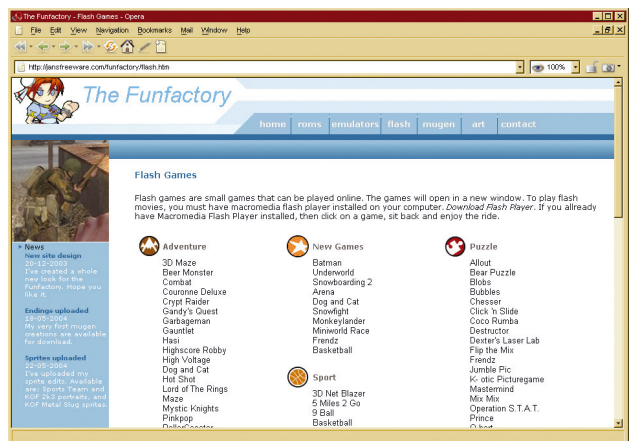 The Funfactory - Flash Games - Opera
File Edit View Navigation Bookmarks Mail Window Help
http://jansfreeware.com/funfactory/flash.htm
100%
The Funfactory
home roms emulators flash mugen art contact
Flash Games
Flash games are small games that can be played online. The games will open in a new window. To play flash
movies, you must have macromedia flash player installed on your computer. Download Flash Player. If you allready
have Macromedia Flash Player installed, then click on a game, sit back and enjoy the ride.
News
New site design
20-12-2003
I've created a whole
new look for the
Funfactory. Hope you
like it.
Endings uploaded
18-05-2004
My very first mugen
creations are available
for download.
Sprites uploaded
22-05-2004
I've uploaded my
sprite edits. Available
are: Sports Team and
KOF 2k3 portraits, and
KOF Metal Slug sprites.
Adventure
3D Maze
Beer Monster
Combat
Couronne Deluxe
Crypt Raider
Gandy's Quest
Garbageman
Gauntlet
Hasi
Highscore Robby
High Voltage
Dog and Cat
Hot Shot
Lord of The Rings
Maze
Mystic Knights
Pinkpop
New Games
Batman
Underworld
Snowboarding 2
Arena
Dog and Cat
Snowfight
Monkeylander
Miniworld Race
Frendz
Basketball
Sport
3D Net Blazer
5 Miles 2 Go
9 Ball
Basketball
Puzzle
Allout
Bear Puzzle
Blobs
Bubbles
Chesser
Click 'n Slide
Coco Rumba
Destructor
Dexter's Laser Lab
Flip the Mix
Frendz
Jumble Pic
K- otic Picturegame
Mastermind
Mix Mix
Operation S.T.A.T.
Prince